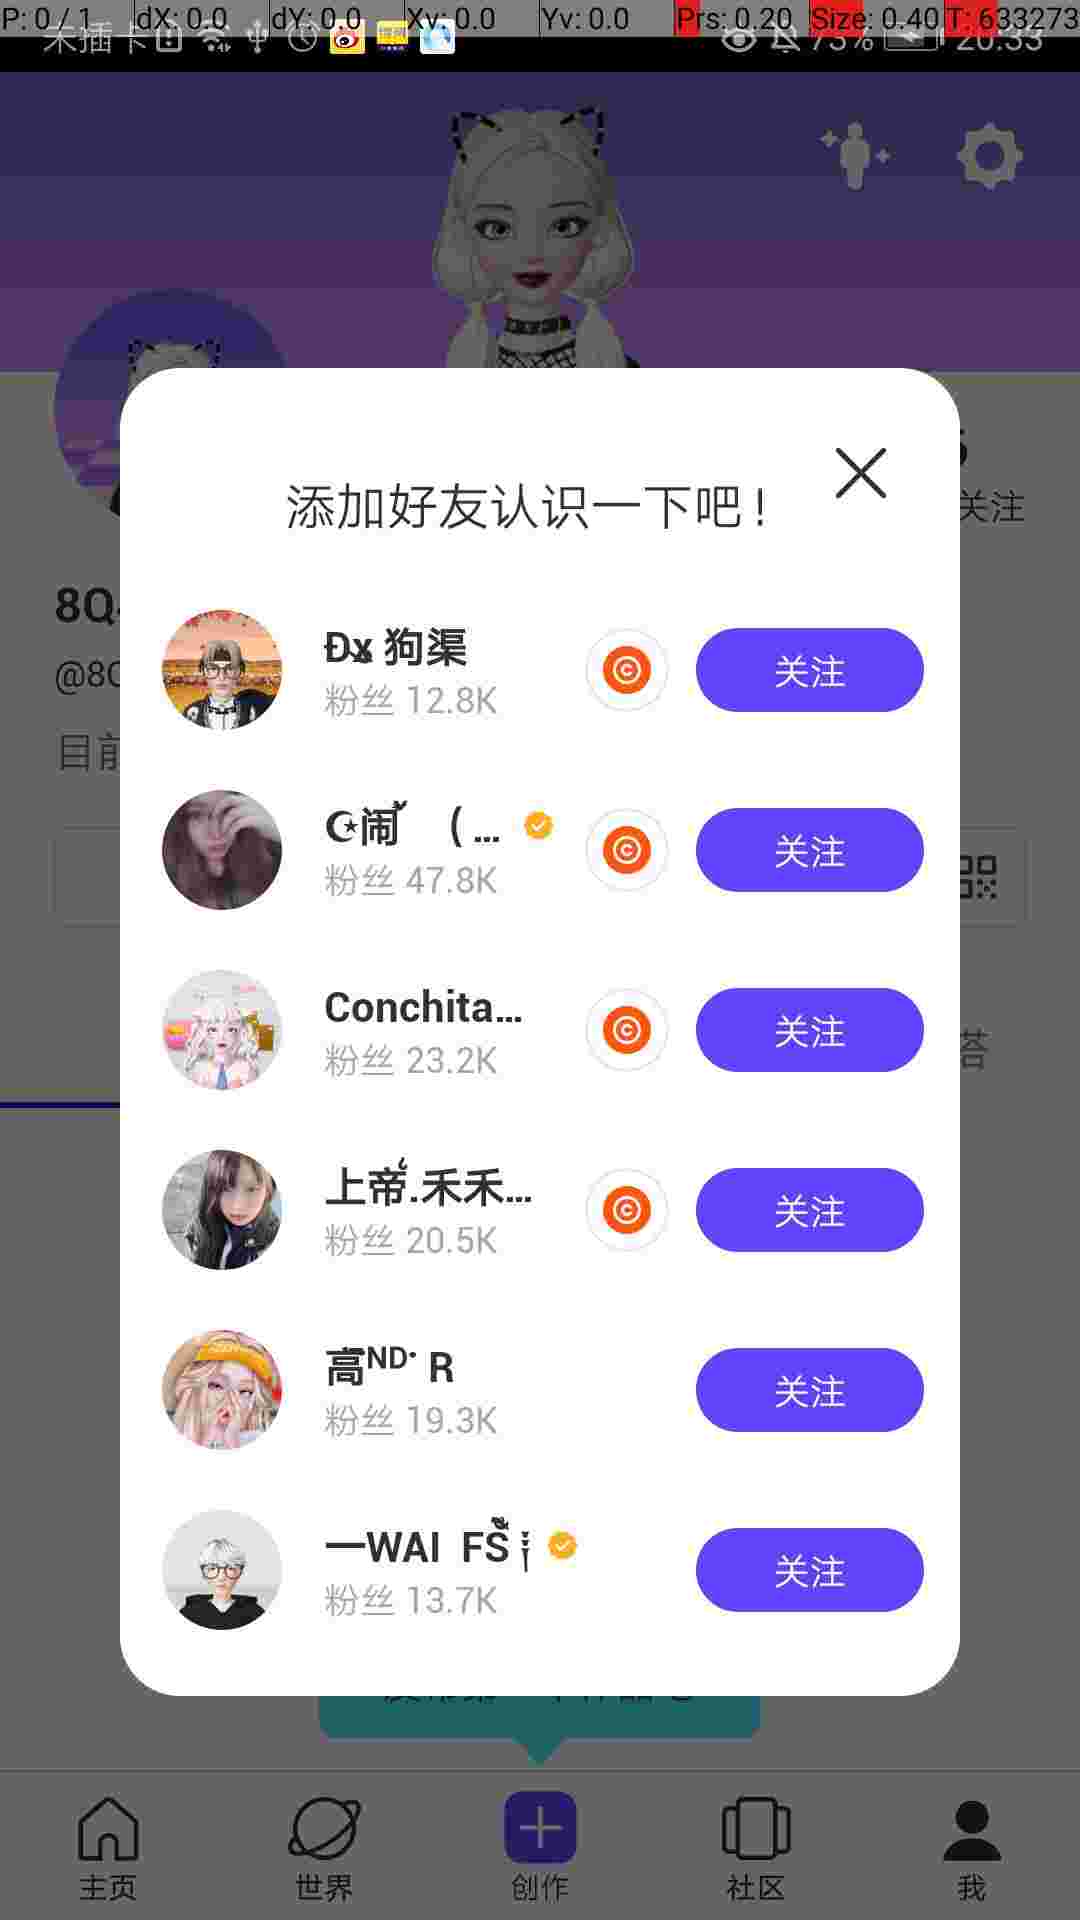 P: 0 / 1 dX: 0.0 dY: 0.0 Xv: 0.0 Yv: 0.0 Prs: 0.20 Size: 0.40 T: 633273
未插卡 73% 20:33
关注
8Q
@8
目前
添加好友认识一下吧！
狗渠
粉丝 12.8K
关注
闹 ( ...
粉丝 47.8K
关注
Conchita...
粉丝 23.2K
关注
上帝.禾禾...
粉丝 20.5K
关注
高ᴺᴰ· R
粉丝 19.3K
关注
一WAI FS
粉丝 13.7K
关注
主页
世界
创作
社区
我